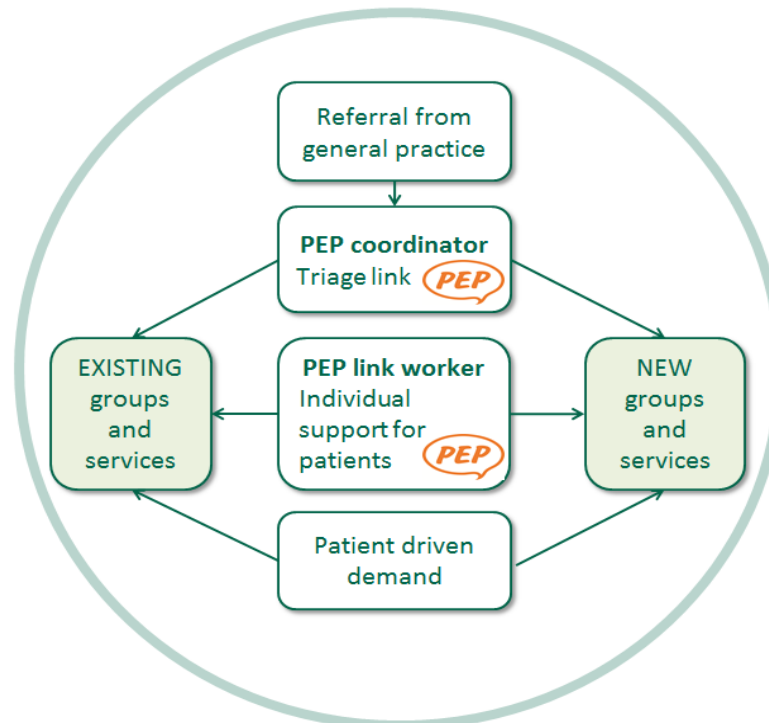 Referral from
general practice
PEP coordinator
Triage link
PEP
EXISTING
groups
and
services
PEP link worker
Individual
support for
patients
PEP
NEW
groups
and
services
Patient driven
demand